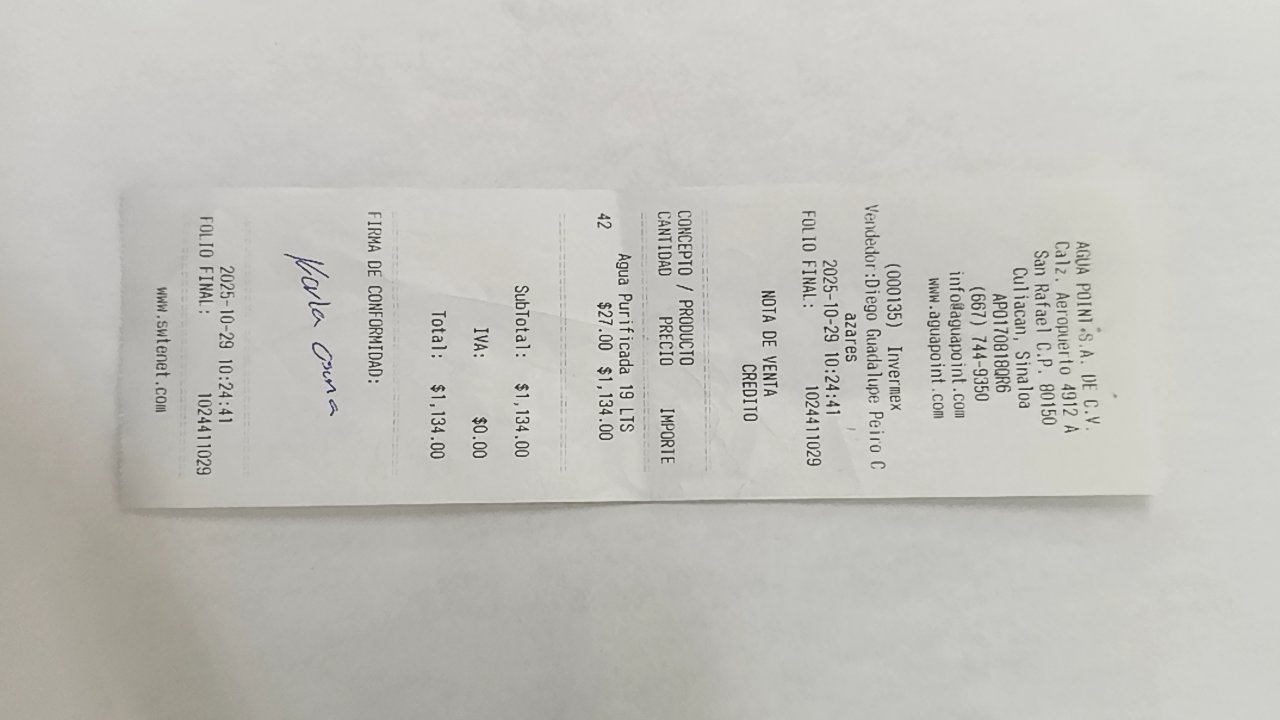 AGUA POINT S.A. DE C.V.
Calz. Aeropuerto 4912 A
San Rafael C.P. 80150
Culiacan, Sinaloa
APO170818QR6
(667) 744-9350
info@aguapoint.com
www.aguapoint.com
(000135) Invermex
Vendedor:Diego Guadalupe Peiro C
azares
2025-10-29 10:24:41
FOLIO FINAL: 1024411029
NOTA DE VENTA
CREDITO
CONCEPTO / PRODUCTO
CANTIDAD PRECIO IMPORTE
Agua Purificada 19 LTS
42 $27.00 $1,134.00
SubTotal: $1,134.00
IVA: $0.00
Total: $1,134.00
FIRMA DE CONFORMIDAD:
Karla Osuna
2025-10-29 10:24:41
FOLIO FINAL: 1024411029
www.swtenet.com